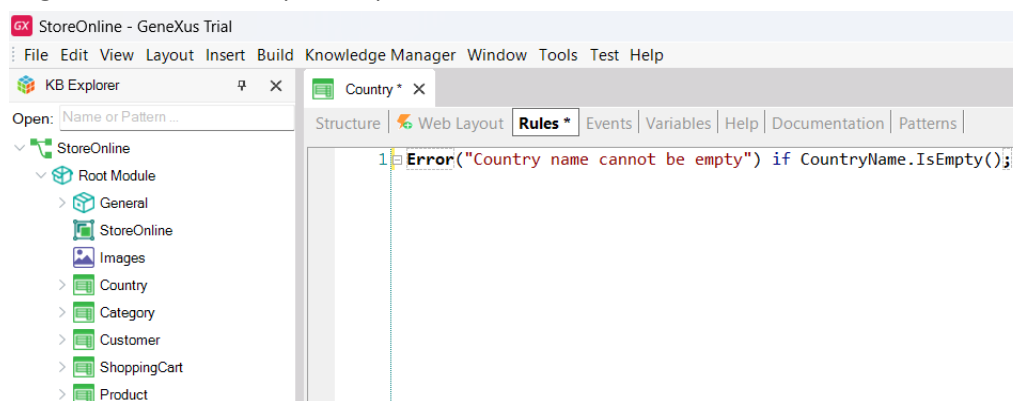 GX StoreOnline - GeneXus Trial
File Edit View Layout Insert Build Knowledge Manager Window Tools Test Help
KB Explorer
Country *
Open: Name or Pattern ...
Structure Web Layout Rules * Events Variables Help Documentation Patterns
StoreOnline
1 Error("Country name cannot be empty") if CountryName.IsEmpty();
Root Module
General
StoreOnline
Images
Country
Category
Customer
ShoppingCart
Product